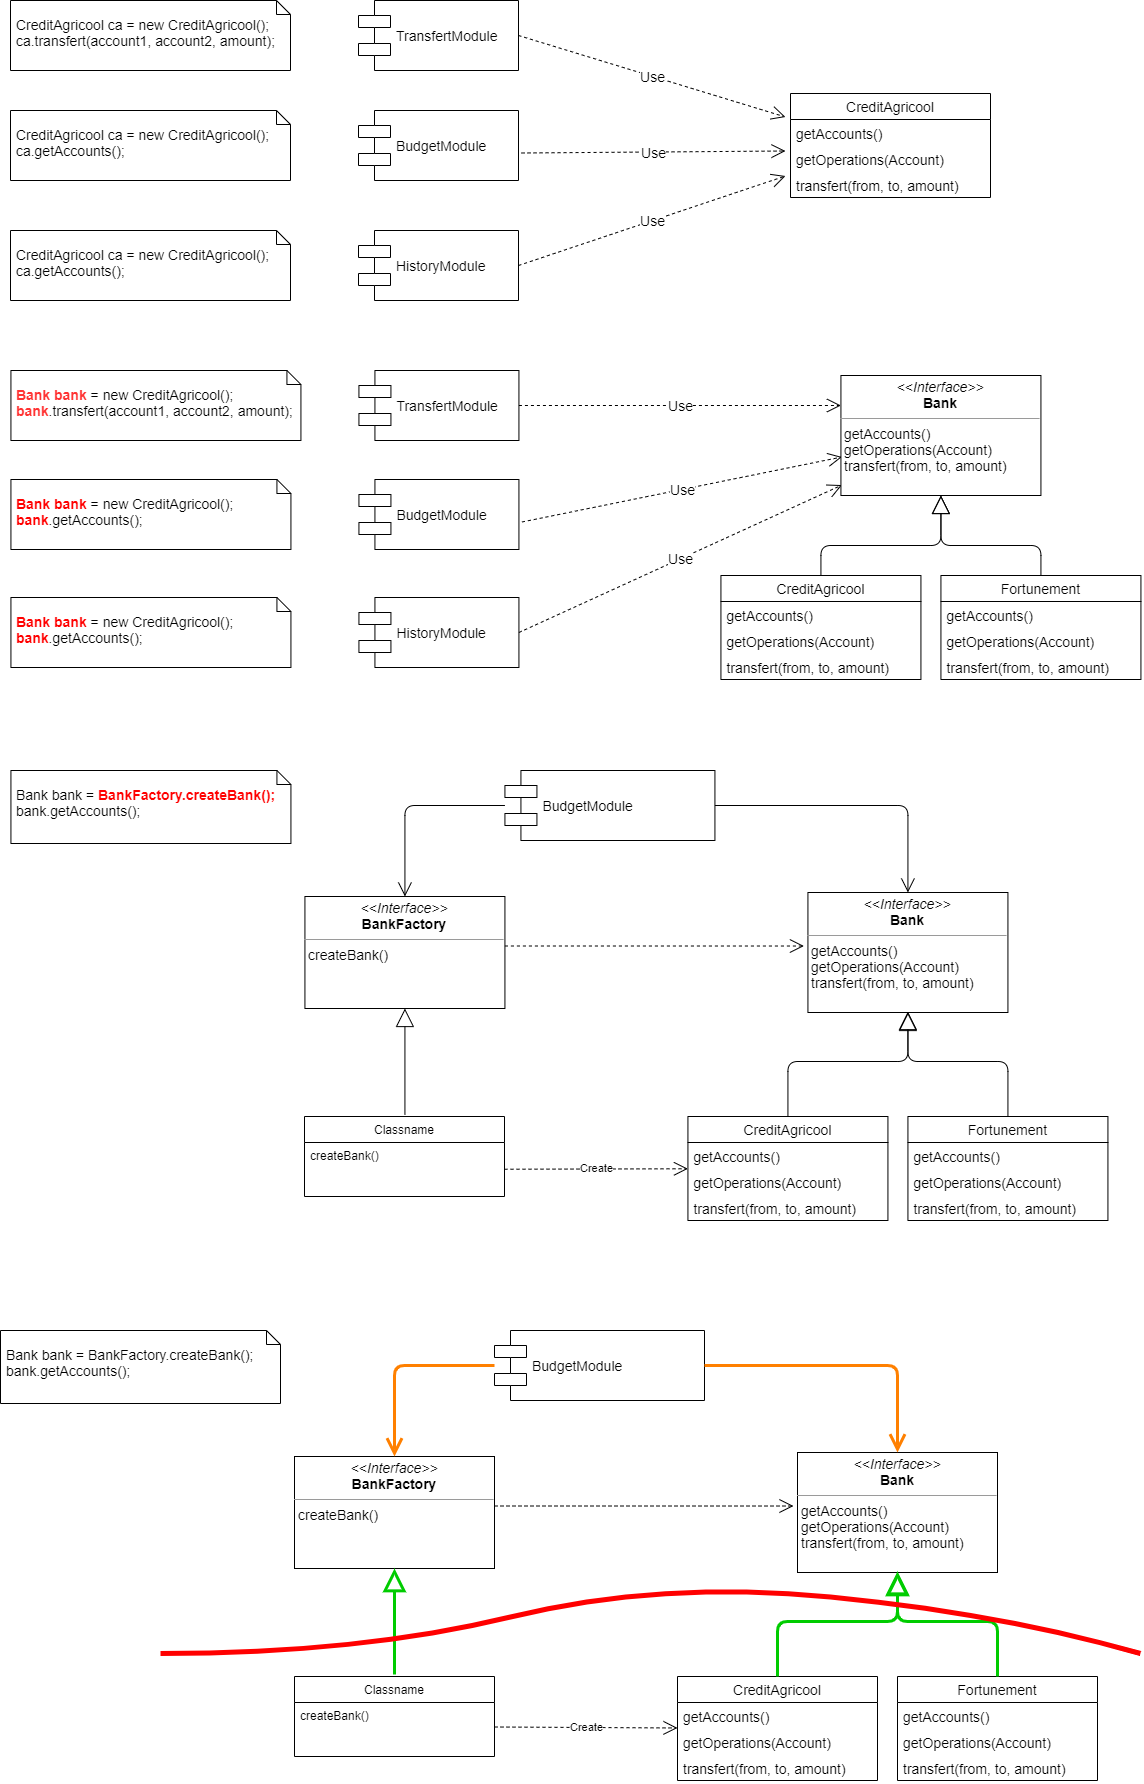 CreditAgricool ca = new CreditAgricool();
ca.transfert(account1, account2, amount);
TransfertModule
Use
CreditAgricool
getAccounts()
getOperations(Account)
transfert(from, to, amount)
CreditAgricool ca = new CreditAgricool();
ca.getAccounts();
BudgetModule
Use
CreditAgricool ca = new CreditAgricool();
ca.getAccounts();
HistoryModule
Use
Bank bank = new CreditAgricool();
bank.transfert(account1, account2, amount);
TransfertModule
Use
<<Interface>>
Bank
getAccounts()
getOperations(Account)
transfert(from, to, amount)
Bank bank = new CreditAgricool();
bank.getAccounts();
BudgetModule
Use
Bank bank = new CreditAgricool();
bank.getAccounts();
HistoryModule
Use
CreditAgricool
getAccounts()
getOperations(Account)
transfert(from, to, amount)
Fortunement
getAccounts()
getOperations(Account)
transfert(from, to, amount)
Bank bank = BankFactory.createBank();
bank.getAccounts();
BudgetModule
<<Interface>>
BankFactory
createBank()
<<Interface>>
Bank
getAccounts()
getOperations(Account)
transfert(from, to, amount)
Classname
createBank()
Create
CreditAgricool
getAccounts()
getOperations(Account)
transfert(from, to, amount)
Fortunement
getAccounts()
getOperations(Account)
transfert(from, to, amount)
Bank bank = BankFactory.createBank();
bank.getAccounts();
BudgetModule
<<Interface>>
BankFactory
createBank()
<<Interface>>
Bank
getAccounts()
getOperations(Account)
transfert(from, to, amount)
Classname
createBank()
Create
CreditAgricool
getAccounts()
getOperations(Account)
transfert(from, to, amount)
Fortunement
getAccounts()
getOperations(Account)
transfert(from, to, amount)